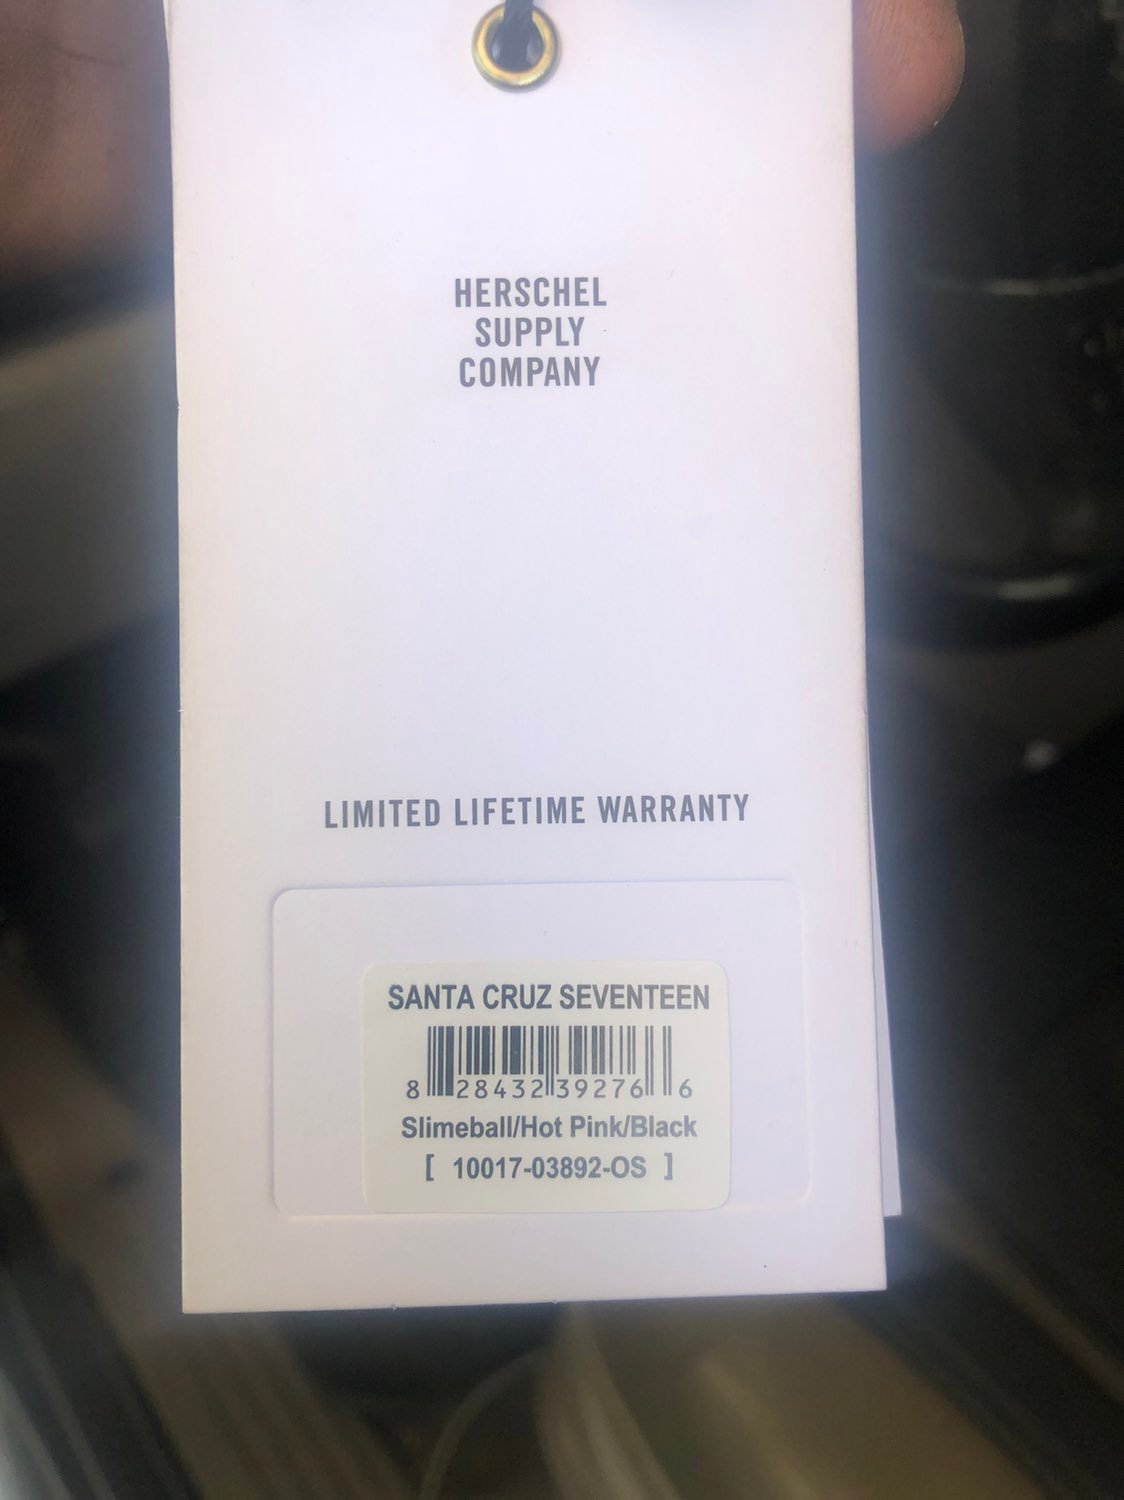 HERSCHEL
SUPPLY
COMPANY
LIMITED LIFETIME WARRANTY
SANTA CRUZ SEVENTEEN
8 28432 39276 6
Slimeball/Hot Pink/Black
[ 10017-03892-OS ]